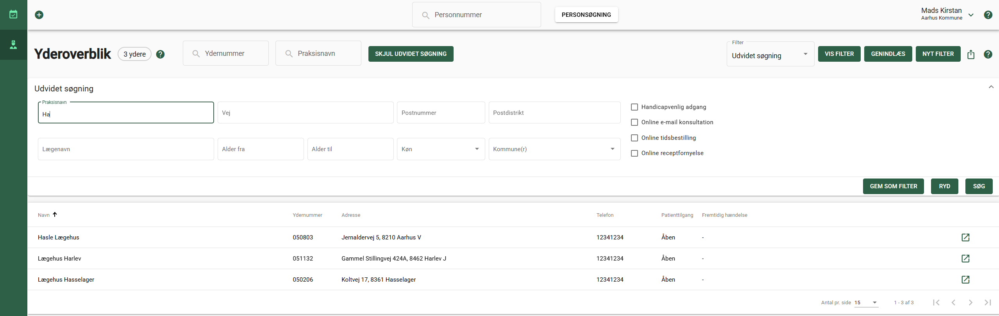 Personnummer
PERSONSØGNING
Mads Kirstan
Aarhus Kommune
Yderoverblik
3 ydere
Ydernummer
Praksisnavn
SKJUL UDVIDET SØGNING
Filter
Udvidet søgning
VIS FILTER
GENINDLÆS
NYT FILTER
Udvidet søgning
Praksisnavn
Ha
Vej
Postnummer
Postdistrikt
Handicapvenlig adgang
Online e-mail konsultation
Online tidsbestilling
Online receptfornyelse
Lægenavn
Alder fra
Alder til
Køn
Kommune(r)
GEM SOM FILTER
RYD
SØG
Navn Ydernummer Adresse Telefon Patienttilgang Fremtidig hændelse
Hasle Lægehus 050803 Jernaldervej 5, 8210 Aarhus V 12341234 Åben -
Lægehus Harlev 051132 Gammel Stillingvej 424A, 8462 Harlev J 12341234 Åben -
Lægehus Hasselager 050206 Koltvej 17, 8361 Hasselager 12341234 Åben -
Antal pr. side 15 1 - 3 af 3